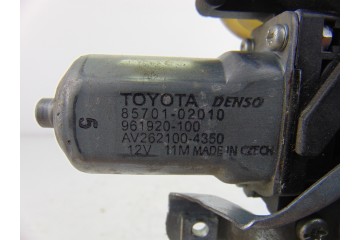 TOYOTA DENSO
85701-02010
961920-100
AV262100-4350
12V 11M MADE IN CZECH
5